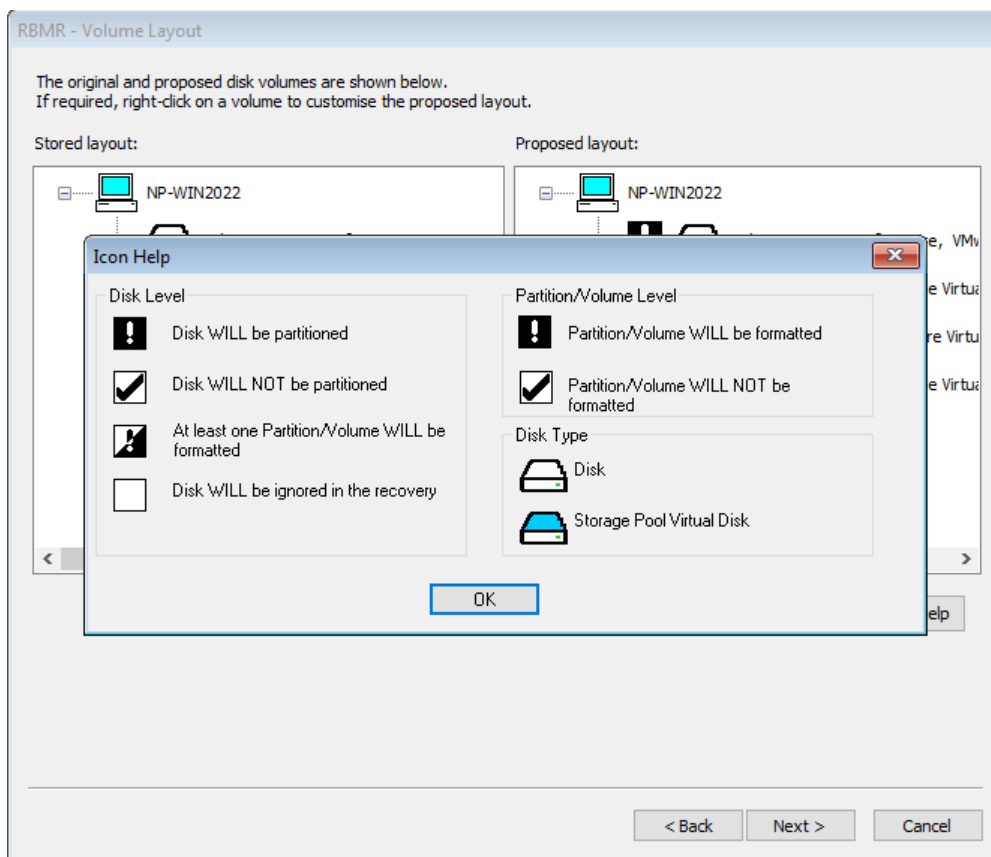 RBMR - Volume Layout
The original and proposed disk volumes are shown below.
If required, right-click on a volume to customise the proposed layout.
Stored layout:
Proposed layout:
NP-WIN2022
NP-WIN2022
Icon Help
Disk Level
Disk WILL be partitioned
Disk WILL NOT be partitioned
At least one Partition/Volume WILL be
formatted
Disk WILL be ignored in the recovery
Partition/Volume Level
Partition/Volume WILL be formatted
Partition/Volume WILL NOT be
formatted
Disk Type
Disk
Storage Pool Virtual Disk
OK
< Back
Next >
Cancel